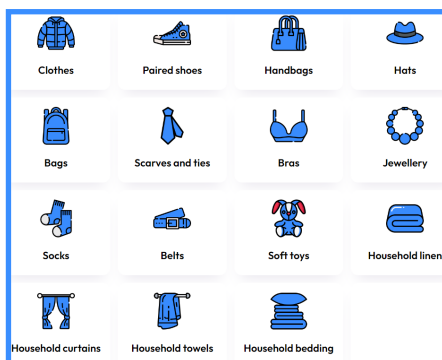 Clothes
Paired shoes
Handbags
Hats
Bags
Scarves and ties
Bras
Jewellery
Socks
Belts
Soft toys
Household linen
Household curtains
Household towels
Household bedding